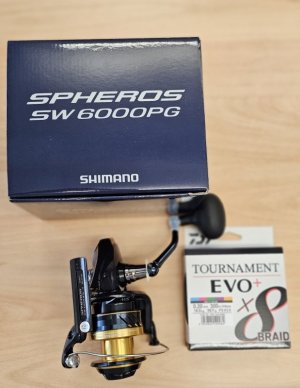 SPHEROS
SW 6000PG
SHIMANO
TOURNAMENT
EVO+
X8
BRAID